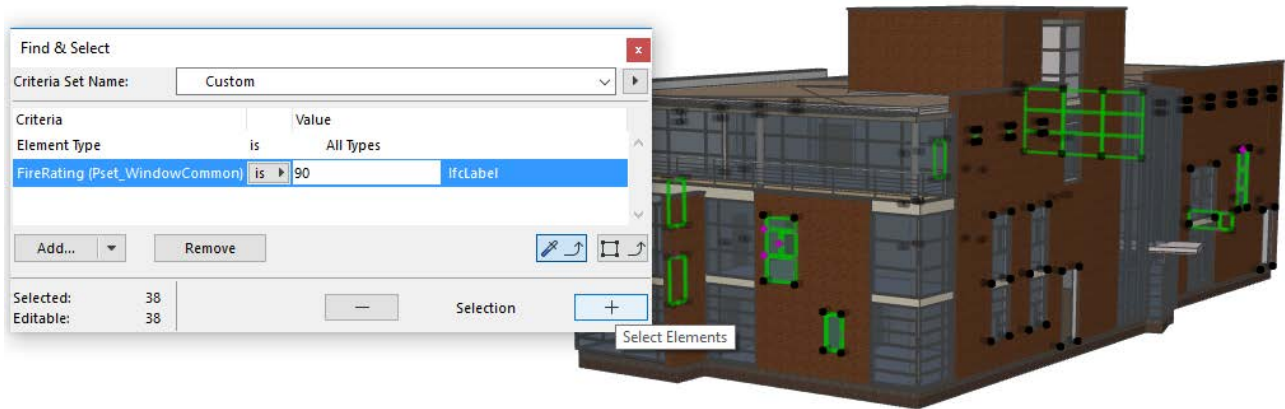 Find & Select
x
Criteria Set Name: Custom
Criteria Value
Element Type is All Types
FireRating (Pset_WindowCommon) is 90 IfcLabel
Add... Remove
Selected: 38
Editable: 38
— Selection +
Select Elements